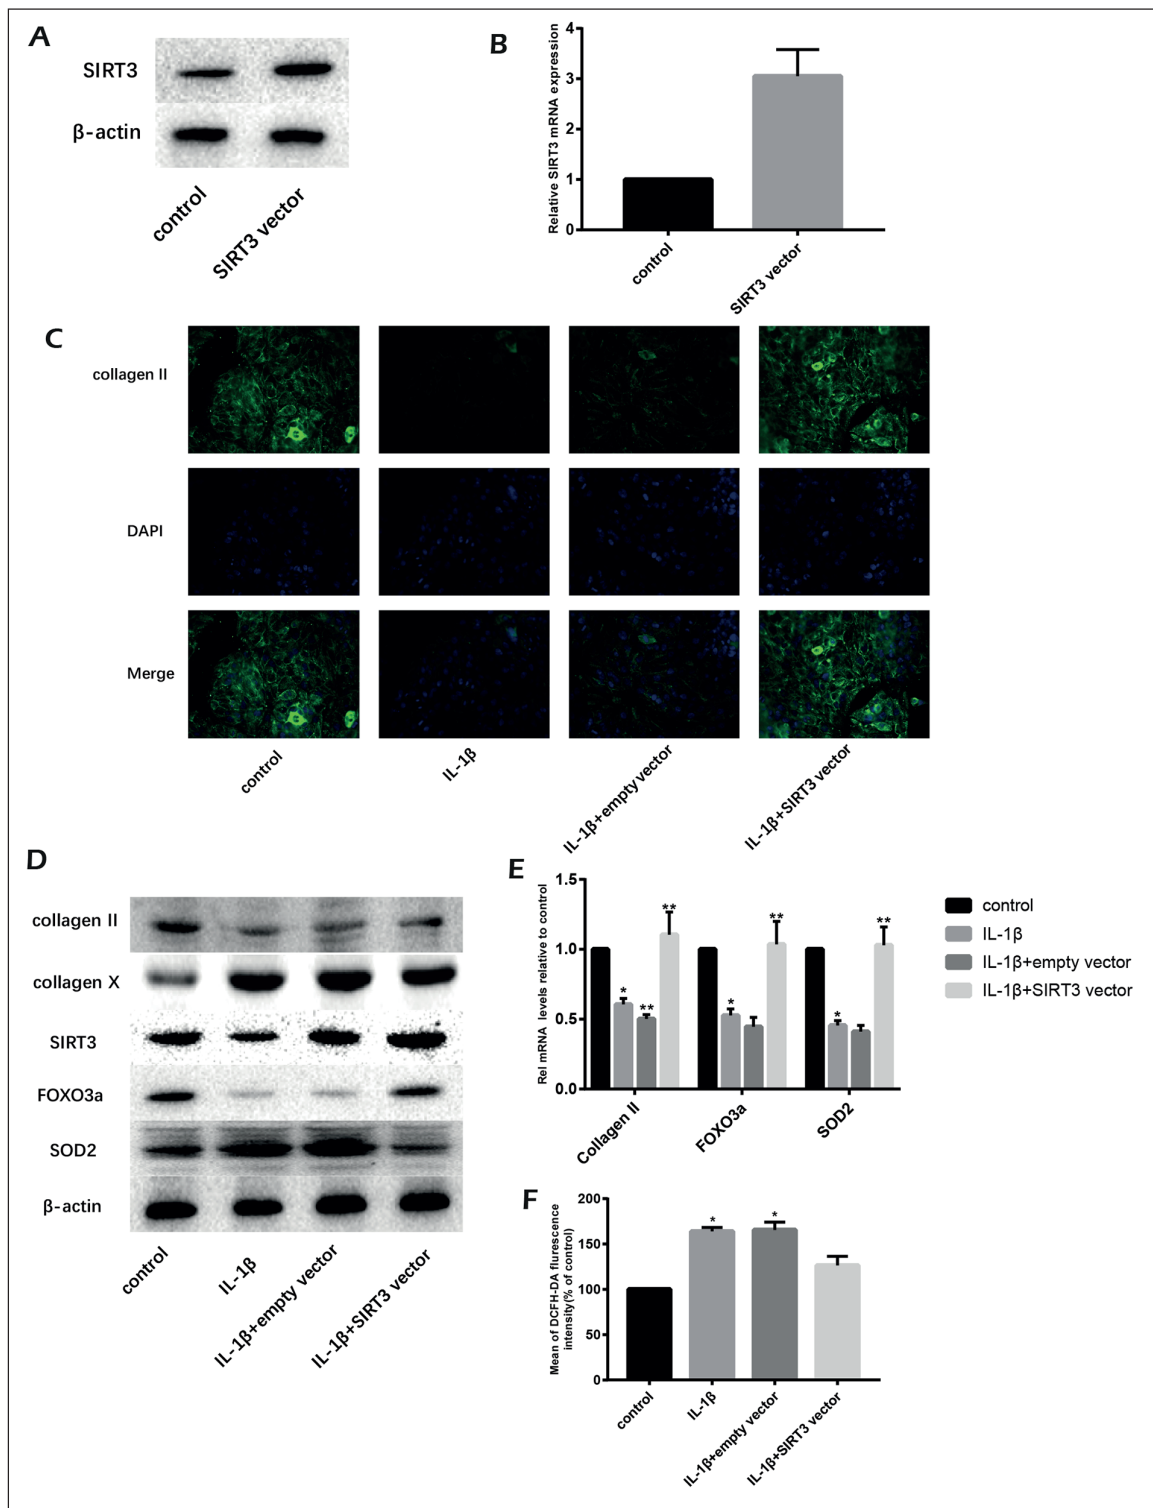 A
SIRT3
β-actin
control
SIRT3 vector
B
Relative SIRT3 mRNA expression
4
3
2
1
0
control
SIRT3 vector
C
collagen II
DAPI
Merge
control
IL-1β
IL-1β+empty vector
IL-1β+SIRT3 vector
D
collagen II
collagen X
SIRT3
FOXO3a
SOD2
β-actin
control
IL-1β
IL-1β+empty vector
IL-1β+SIRT3 vector
E
Rel mRNA levels relative to control
1.5
1.0
0.5
0.0
* ** **
* **
* **
Collagen II
FOXO3a
SOD2
control
IL-1β
IL-1β+empty vector
IL-1β+SIRT3 vector
F
Mean of DCFH-DA flurescence
intensity(% of control)
200
150
100
50
0
* *
control
IL-1β
IL-1β+empty vector
IL-1β+SIRT3 vector